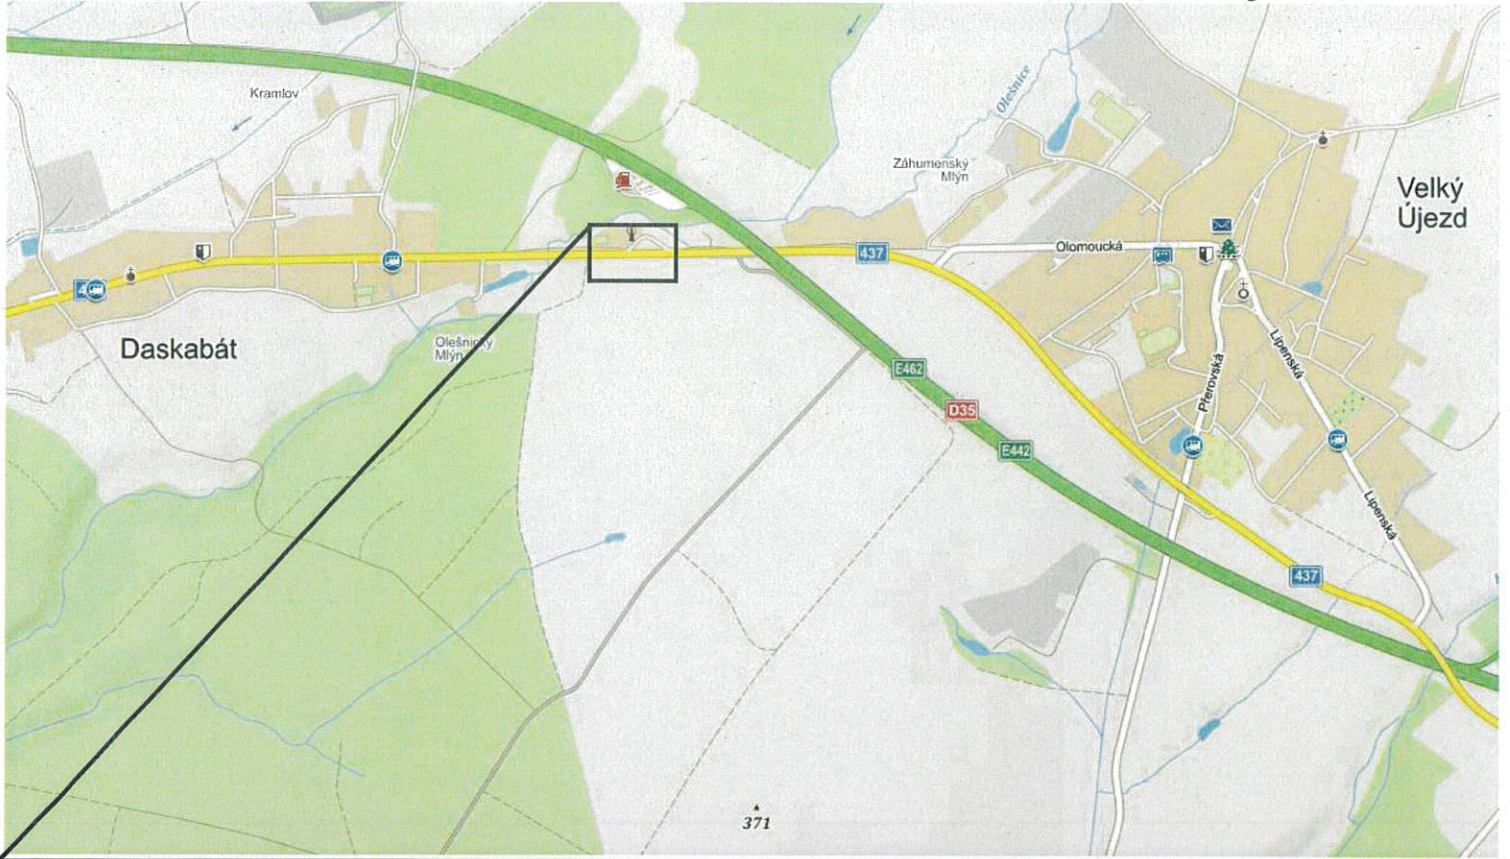 Kramlov
Olešnice
Záhumenský
Mlýn
Velký
Újezd
437
Olomoucká
Daskabát
Olešnický
Mlýn
E462
D35
E442
Přerovská
Lipenská
Lipenská
437
371